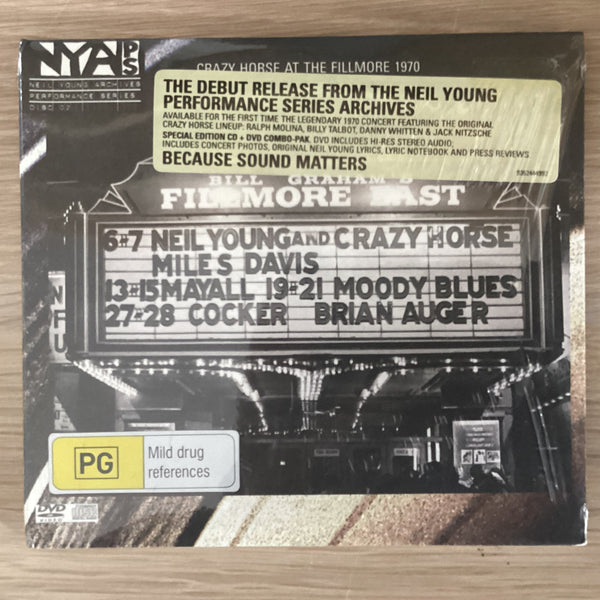 NYA PS
NEIL YOUNG ARCHIVES
PERFORMANCE SERIES
DISC 02
CRAZY HORSE AT THE FILLMORE 1970
THE DEBUT RELEASE FROM THE NEIL YOUNG
PERFORMANCE SERIES ARCHIVES
AVAILABLE FOR THE FIRST TIME THE LEGENDARY 1970 CONCERT FEATURING THE ORIGINAL
CRAZY HORSE LINEUP: RALPH MOLINA, BILLY TALBOT, DANNY WHITTEN & JACK NITZSCHE
SPECIAL EDITION CD + DVD COMBO-PAK. DVD INCLUDES HI-RES STEREO AUDIO,
INCLUDES CONCERT PHOTOS, ORIGINAL NEIL YOUNG LYRICS, LYRIC NOTEBOOK AND PRESS REVIEWS
BECAUSE SOUND MATTERS
BILL GRAHAM'S
FILLMORE EAST
6#7 NEIL YOUNG AND CRAZY HORSE
MILES DAVIS
13#15 MAYALL 19#21 MOODY BLUES
27#28 COCKER BRIAN AUGER
N
F
U
PG
Mild drug
references
DVD
VIDEO